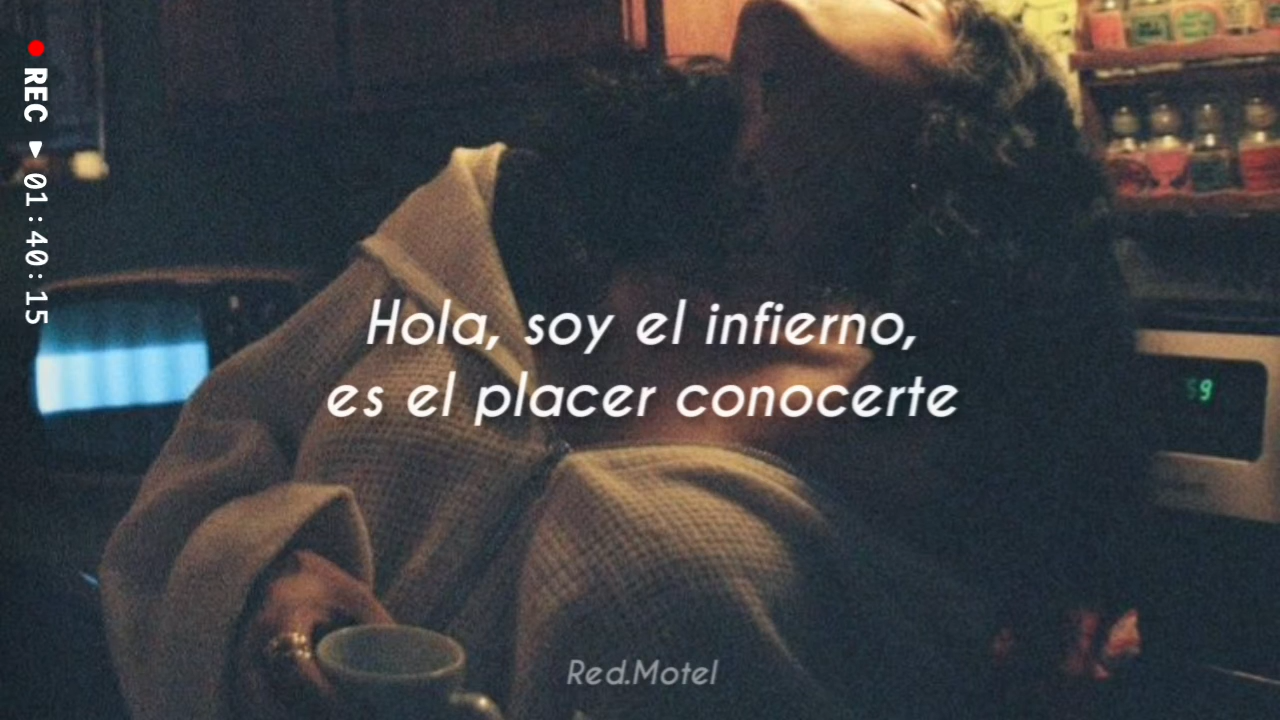 REC ▶ 01:40:15
Hola, soy el infierno,
es el placer conocerte
59
Red.Motel